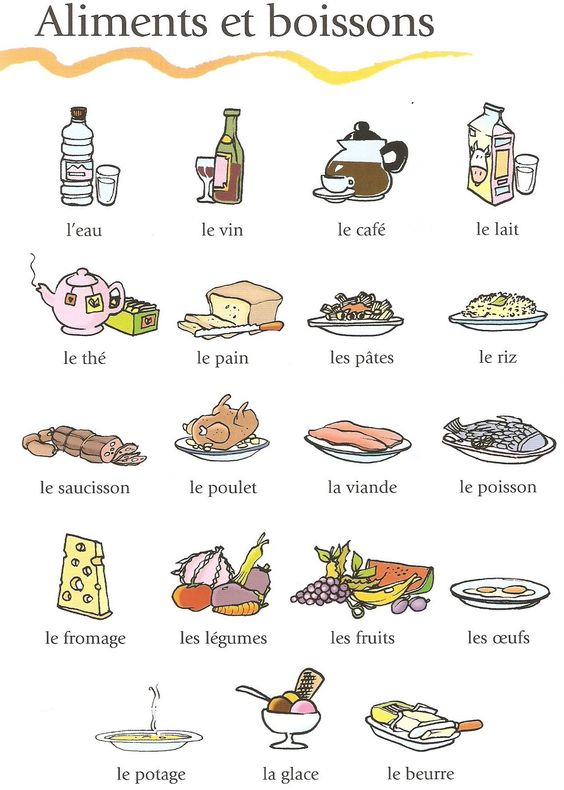 Aliments et boissons
l'eau le vin le café le lait
le thé le pain les pâtes le riz
le saucisson le poulet la viande le poisson
le fromage les légumes les fruits les œufs
le potage la glace le beurre